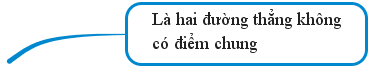 Là hai đường thẳng không
có điểm chung